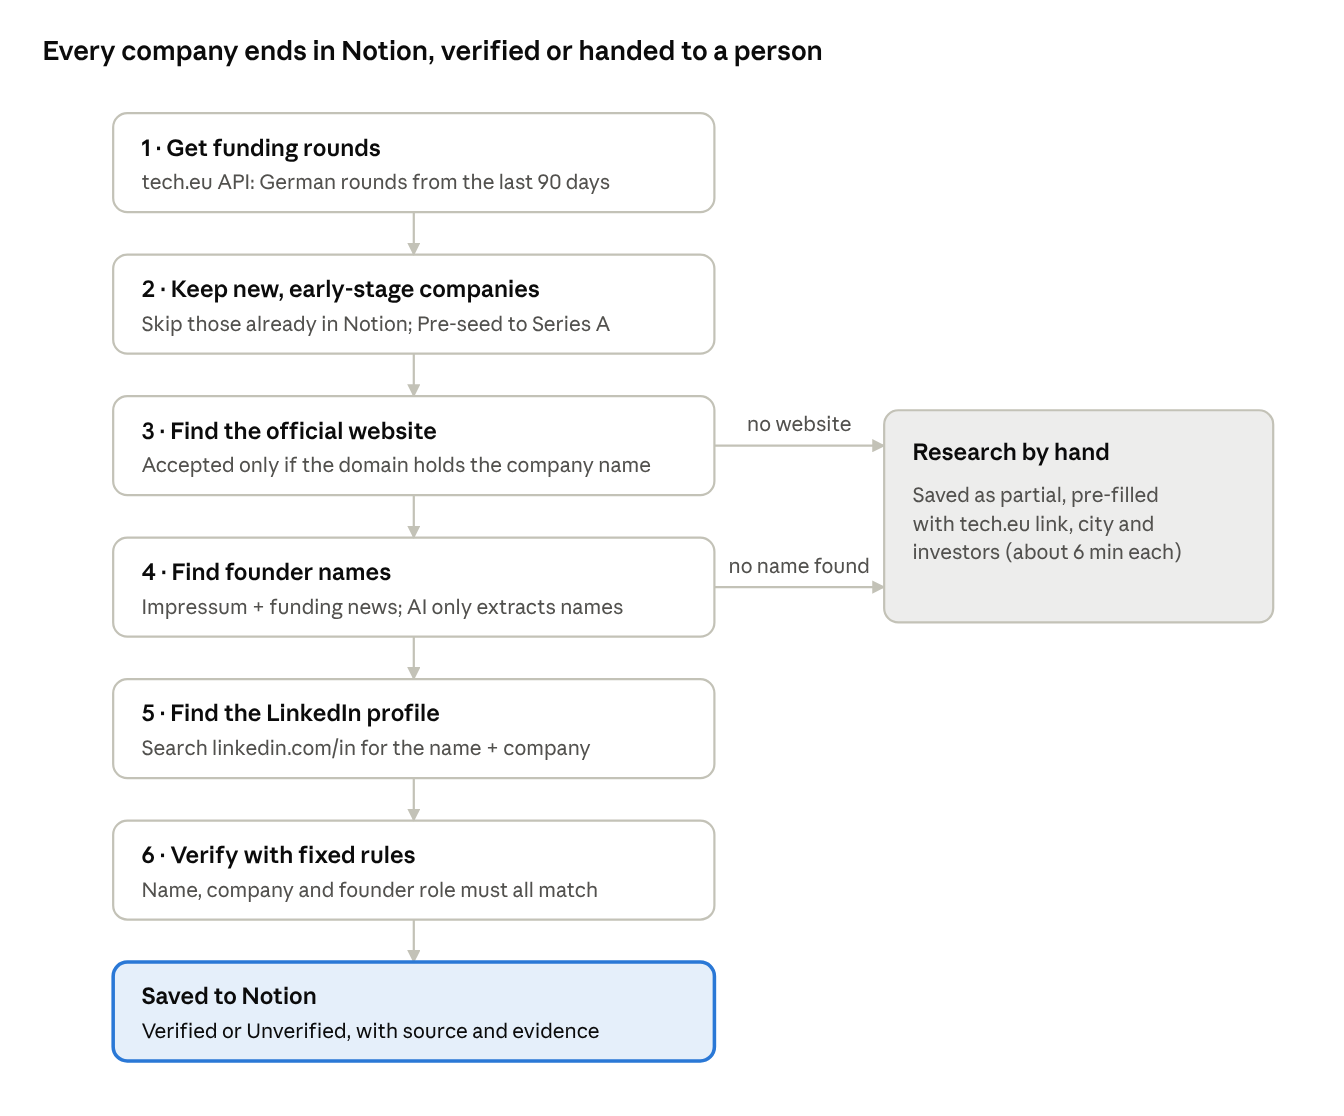 Every company ends in Notion, verified or handed to a person
1 · Get funding rounds
tech.eu API: German rounds from the last 90 days
2 · Keep new, early-stage companies
Skip those already in Notion; Pre-seed to Series A
3 · Find the official website
Accepted only if the domain holds the company name
no website
Research by hand
Saved as partial, pre-filled
with tech.eu link, city and
investors (about 6 min each)
4 · Find founder names
Impressum + funding news; AI only extracts names
no name found
5 · Find the LinkedIn profile
Search linkedin.com/in for the name + company
6 · Verify with fixed rules
Name, company and founder role must all match
Saved to Notion
Verified or Unverified, with source and evidence